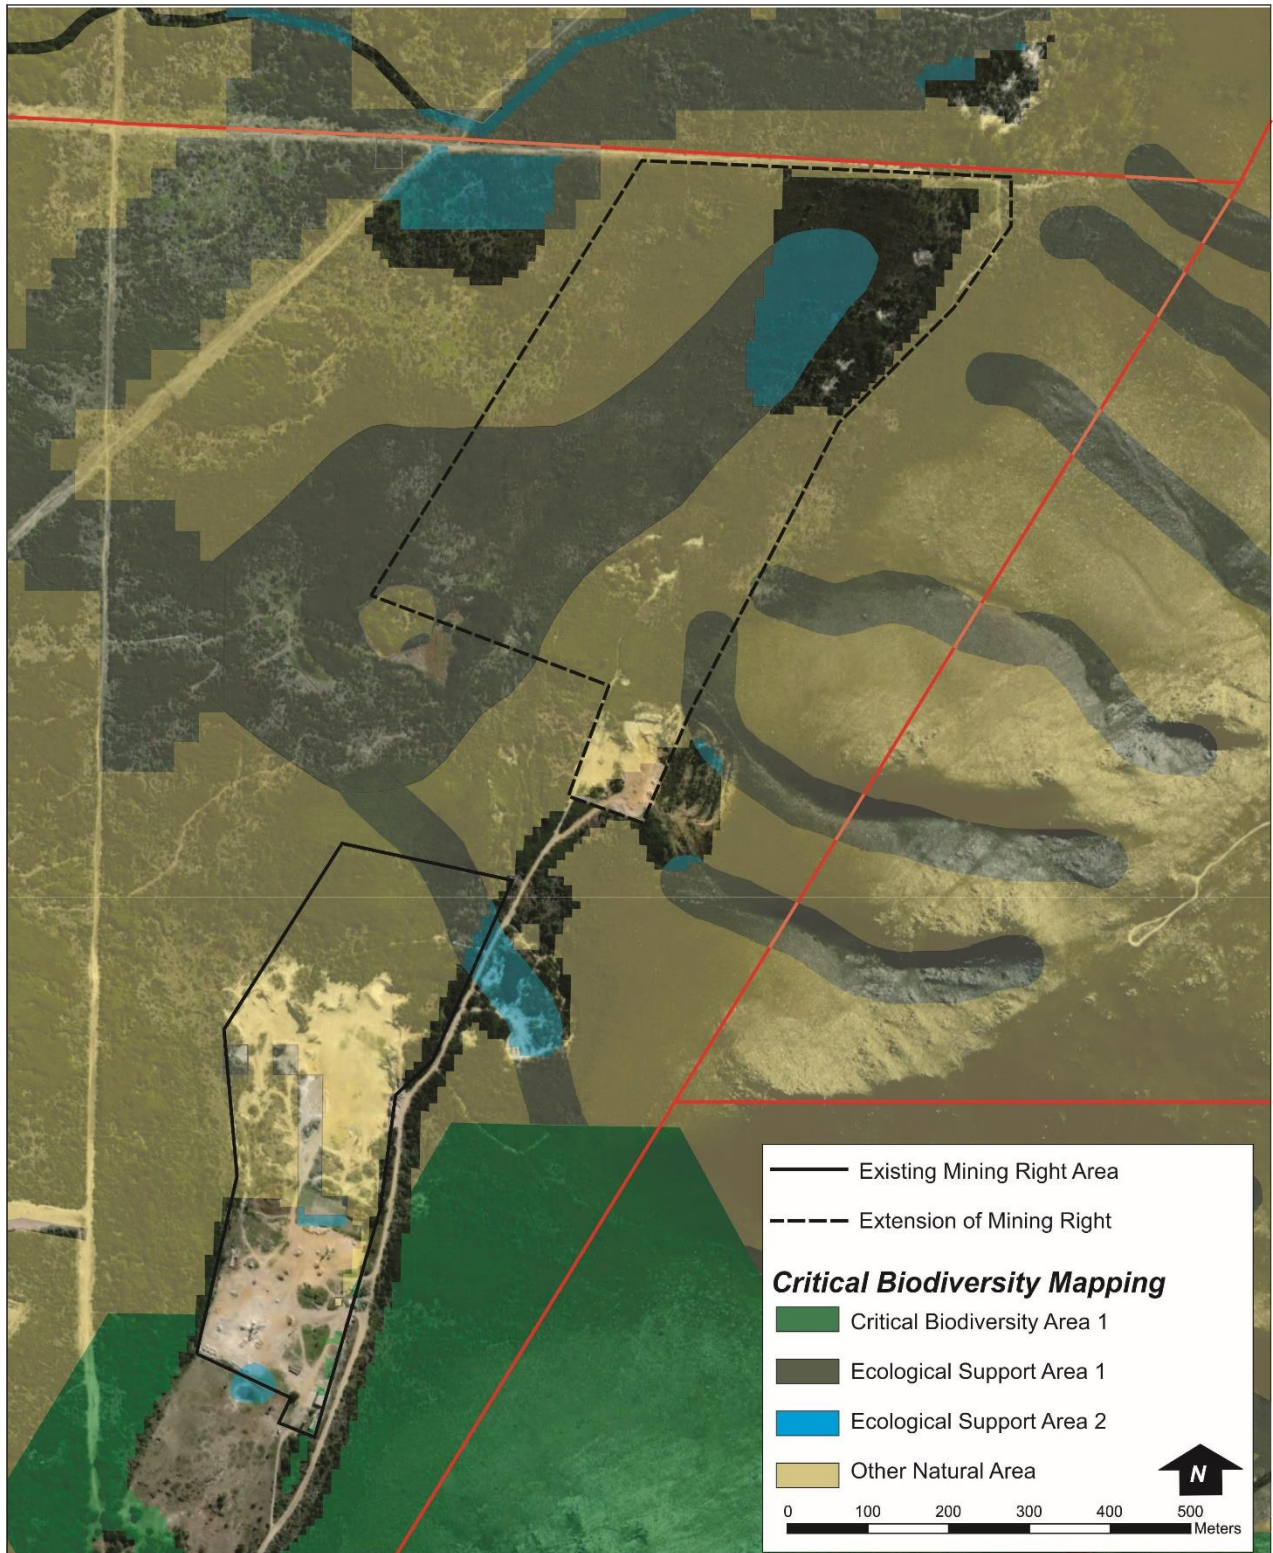 Existing Mining Right Area
Extension of Mining Right
Critical Biodiversity Mapping
Critical Biodiversity Area 1
Ecological Support Area 1
Ecological Support Area 2
Other Natural Area
N
0 100 200 300 400 500
Meters